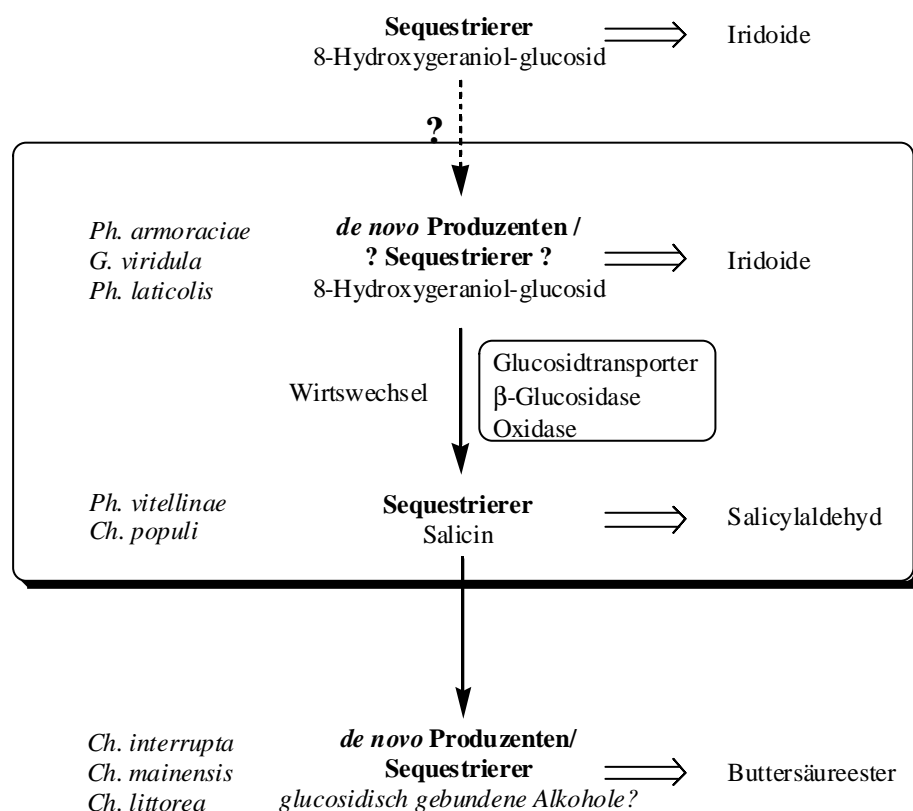 Sequestrierer
8-Hydroxygeraniol-glucosid
Iridoide
?
Ph. armoraciae
G. viridula
Ph. laticolis
de novo Produzenten /
? Sequestrierer ?
8-Hydroxygeraniol-glucosid
Iridoide
Wirtswechsel
Glucosidtransporter
β-Glucosidase
Oxidase
Ph. vitellinae
Ch. populi
Sequestrierer
Salicin
Salicylaldehyd
Ch. interrupta
Ch. mainensis
Ch. littorea
de novo Produzenten/
Sequestrierer
glucosidisch gebundene Alkohole?
Buttersäureester